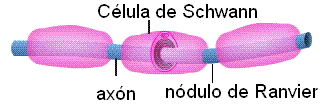 Célula de Schwann
axón
nódulo de Ranvier